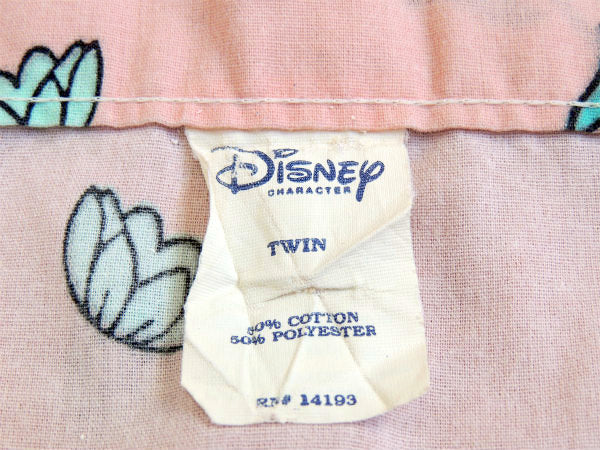 DISNEY
CHARACTER
TWIN
50% COTTON
50% POLYESTER
RN# 14193